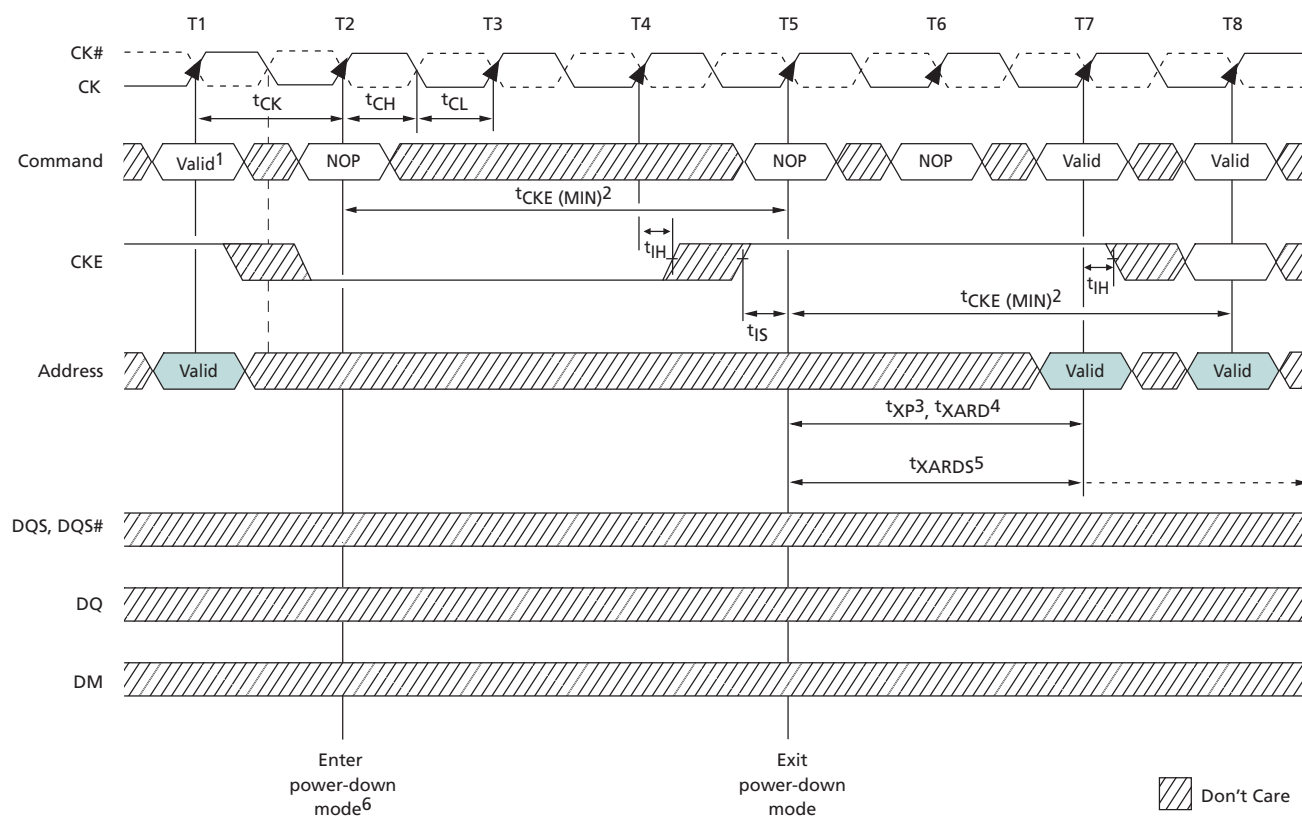 T1 T2 T3 T4 T5 T6 T7 T8
CK#
CK
tCK tCH tCL
Command Valid1 NOP NOP NOP Valid Valid
tCKE (MIN)2
tIH
CKE
tIH
tCKE (MIN)2
tIS
Address Valid Valid Valid
tXP3, tXARD4
tXARDS5
DQS, DQS#
DQ
DM
Enter
power-down
mode6
Exit
power-down
mode
Don't Care